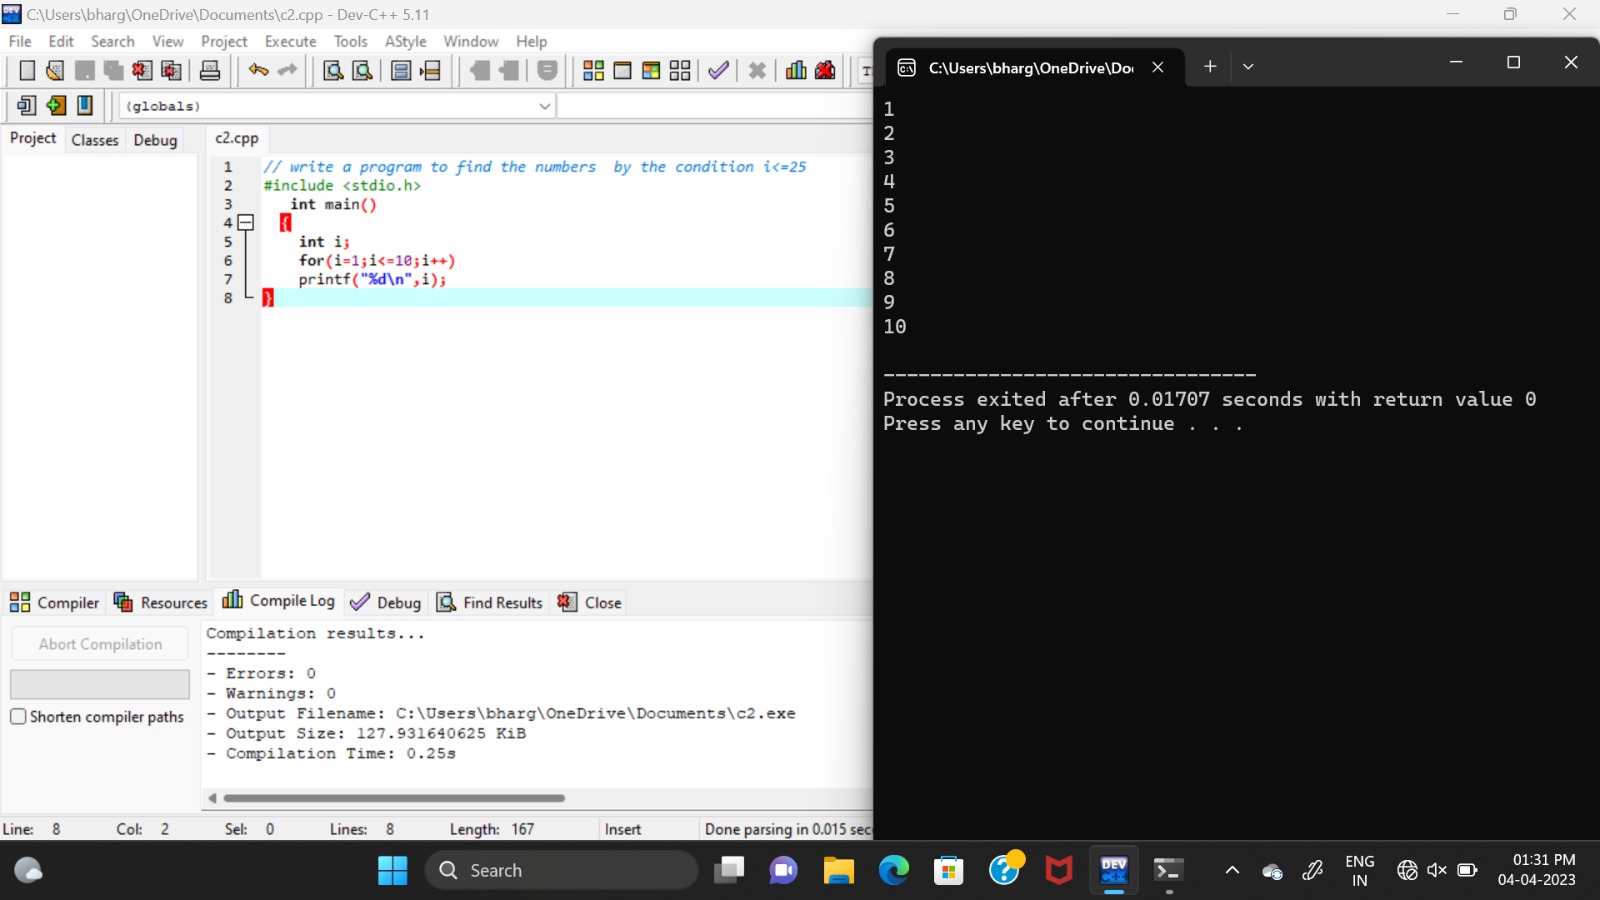 C:\Users\bharg\OneDrive\Documents\c2.cpp - Dev-C++ 5.11
File Edit Search View Project Execute Tools AStyle Window Help
(globals)
Project Classes Debug
c2.cpp
1 // write a program to find the numbers  by the condition i<=25
2 #include <stdio.h>
3    int main()
4   {
5     int i;
6     for(i=1;i<=10;i++)
7     printf("%d\n",i);
8 }
Compiler Resources Compile Log Debug Find Results Close
Abort Compilation
Shorten compiler paths
Compilation results...
--------
- Errors: 0
- Warnings: 0
- Output Filename: C:\Users\bharg\OneDrive\Documents\c2.exe
- Output Size: 127.931640625 KiB
- Compilation Time: 0.25s
Line: 8 Col: 2 Sel: 0 Lines: 8 Length: 167 Insert Done parsing in 0.015 sec
C:\Users\bharg\OneDrive\Do
1
2
3
4
5
6
7
8
9
10
--------------------------------
Process exited after 0.01707 seconds with return value 0
Press any key to continue . . .
Search
DEV
C++
ENG
IN
01:31 PM
04-04-2023